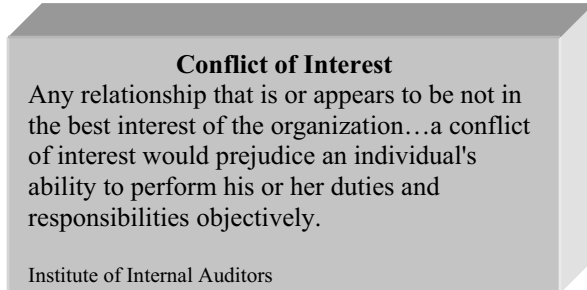 Conflict of Interest
Any relationship that is or appears to be not in
the best interest of the organization…a conflict
of interest would prejudice an individual's
ability to perform his or her duties and
responsibilities objectively.
Institute of Internal Auditors